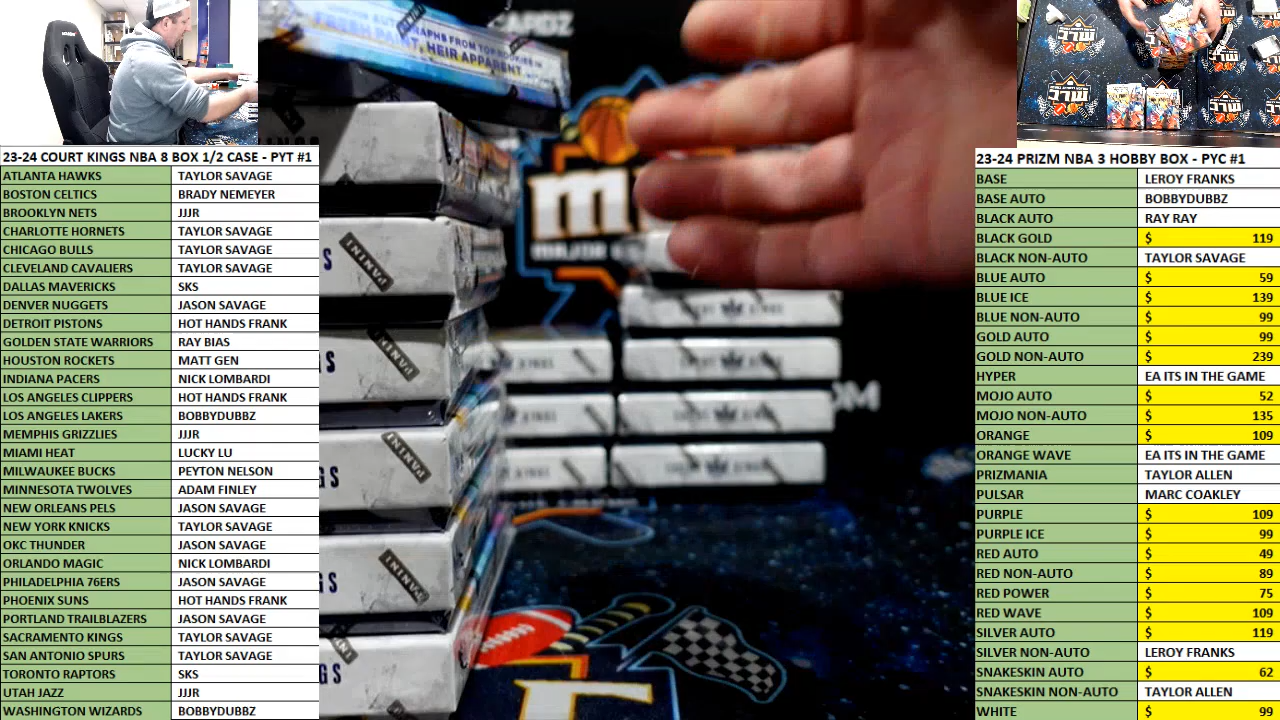 23-24 COURT KINGS NBA 8 BOX 1/2 CASE - PYT #1
ATLANTA HAWKS TAYLOR SAVAGE
BOSTON CELTICS BRADY NEMEYER
BROOKLYN NETS JJJR
CHARLOTTE HORNETS TAYLOR SAVAGE
CHICAGO BULLS TAYLOR SAVAGE
CLEVELAND CAVALIERS TAYLOR SAVAGE
DALLAS MAVERICKS SKS
DENVER NUGGETS JASON SAVAGE
DETROIT PISTONS HOT HANDS FRANK
GOLDEN STATE WARRIORS RAY BIAS
HOUSTON ROCKETS MATT GEN
INDIANA PACERS NICK LOMBARDI
LOS ANGELES CLIPPERS HOT HANDS FRANK
LOS ANGELES LAKERS BOBBYDUBBZ
MEMPHIS GRIZZLIES JJJR
MIAMI HEAT LUCKY LU
MILWAUKEE BUCKS PEYTON NELSON
MINNESOTA TWOLVES ADAM FINLEY
NEW ORLEANS PELS JASON SAVAGE
NEW YORK KNICKS TAYLOR SAVAGE
OKC THUNDER JASON SAVAGE
ORLANDO MAGIC NICK LOMBARDI
PHILADELPHIA 76ERS JASON SAVAGE
PHOENIX SUNS HOT HANDS FRANK
PORTLAND TRAILBLAZERS JASON SAVAGE
SACRAMENTO KINGS TAYLOR SAVAGE
SAN ANTONIO SPURS TAYLOR SAVAGE
TORONTO RAPTORS SKS
UTAH JAZZ JJJR
WASHINGTON WIZARDS BOBBYDUBBZ
FROM TOP ROOKIES IN
HEIR APPARENT
PANINI
PANINI
PANINI
PANINI
23-24 PRIZM NBA 3 HOBBY BOX - PYC #1
BASE LEROY FRANKS
BASE AUTO BOBBYDUBBZ
BLACK AUTO RAY RAY
BLACK GOLD $ 119
BLACK NON-AUTO TAYLOR SAVAGE
BLUE AUTO $ 59
BLUE ICE $ 139
BLUE NON-AUTO $ 99
GOLD AUTO $ 99
GOLD NON-AUTO $ 239
HYPER EA ITS IN THE GAME
MOJO AUTO $ 52
MOJO NON-AUTO $ 135
ORANGE $ 109
ORANGE WAVE EA ITS IN THE GAME
PRIZMANIA TAYLOR ALLEN
PULSAR MARC COAKLEY
PURPLE $ 109
PURPLE ICE $ 99
RED AUTO $ 49
RED NON-AUTO $ 89
RED POWER $ 75
RED WAVE $ 109
SILVER AUTO $ 119
SILVER NON-AUTO LEROY FRANKS
SNAKESKIN AUTO $ 62
SNAKESKIN NON-AUTO TAYLOR ALLEN
WHITE $ 99